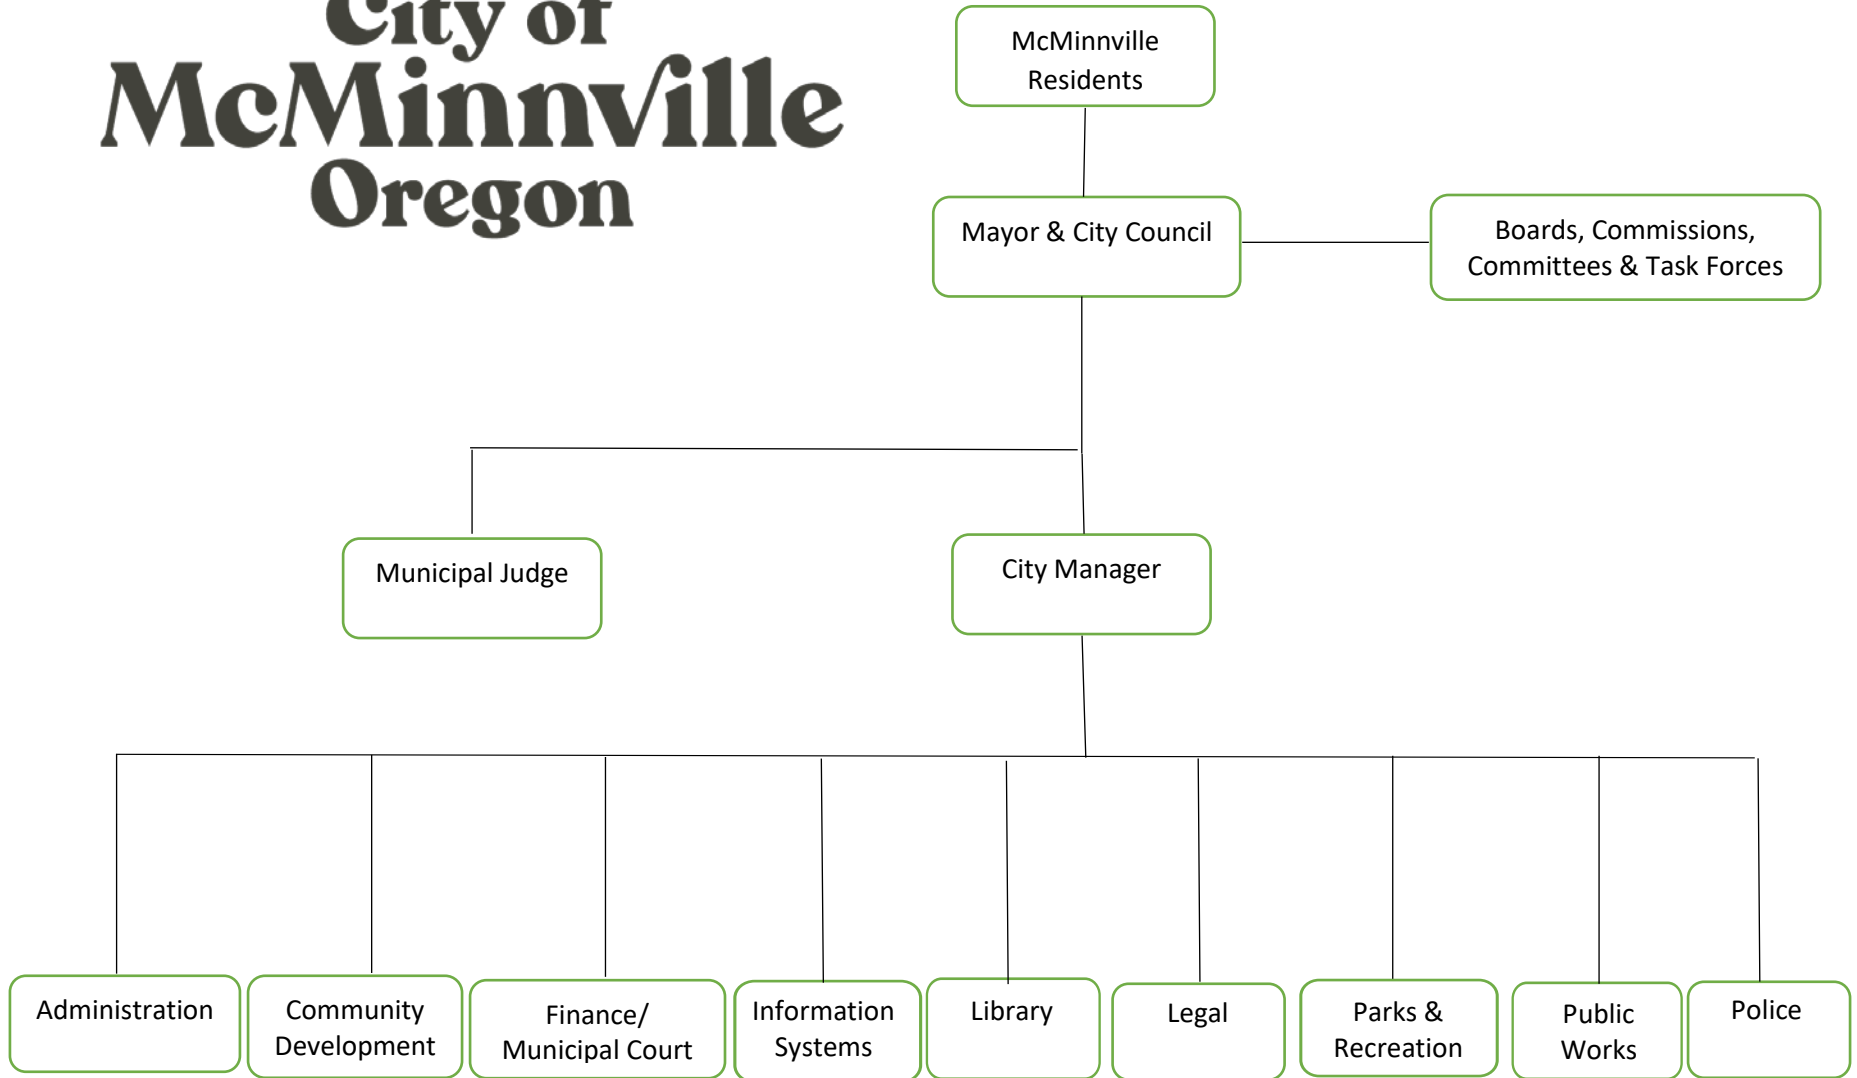 City of
McMinnville
Oregon
McMinnville
Residents
Mayor & City Council
Boards, Commissions,
Committees & Task Forces
Municipal Judge
City Manager
Administration
Community
Development
Finance/
Municipal Court
Information
Systems
Library
Legal
Parks &
Recreation
Public
Works
Police